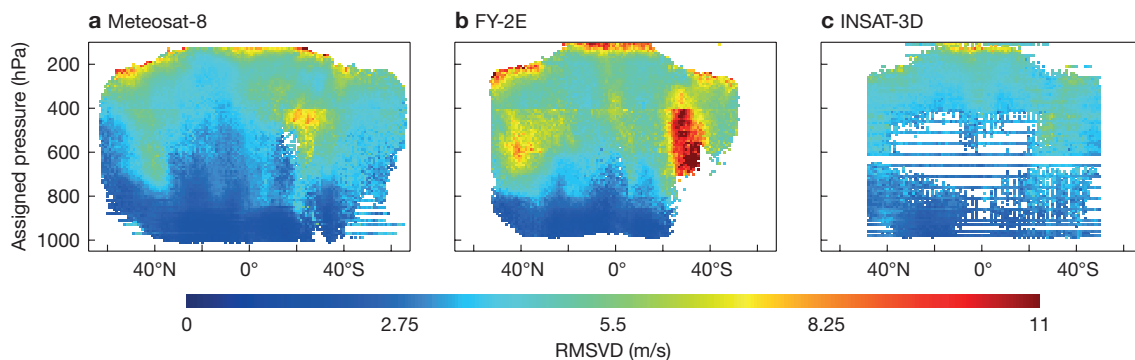 a Meteosat-8
b FY-2E
c INSAT-3D
Assigned pressure (hPa)
200
400
600
800
1000
40°N 0° 40°S
40°N 0° 40°S
40°N 0° 40°S
0 2.75 5.5 8.25 11
RMSVD (m/s)